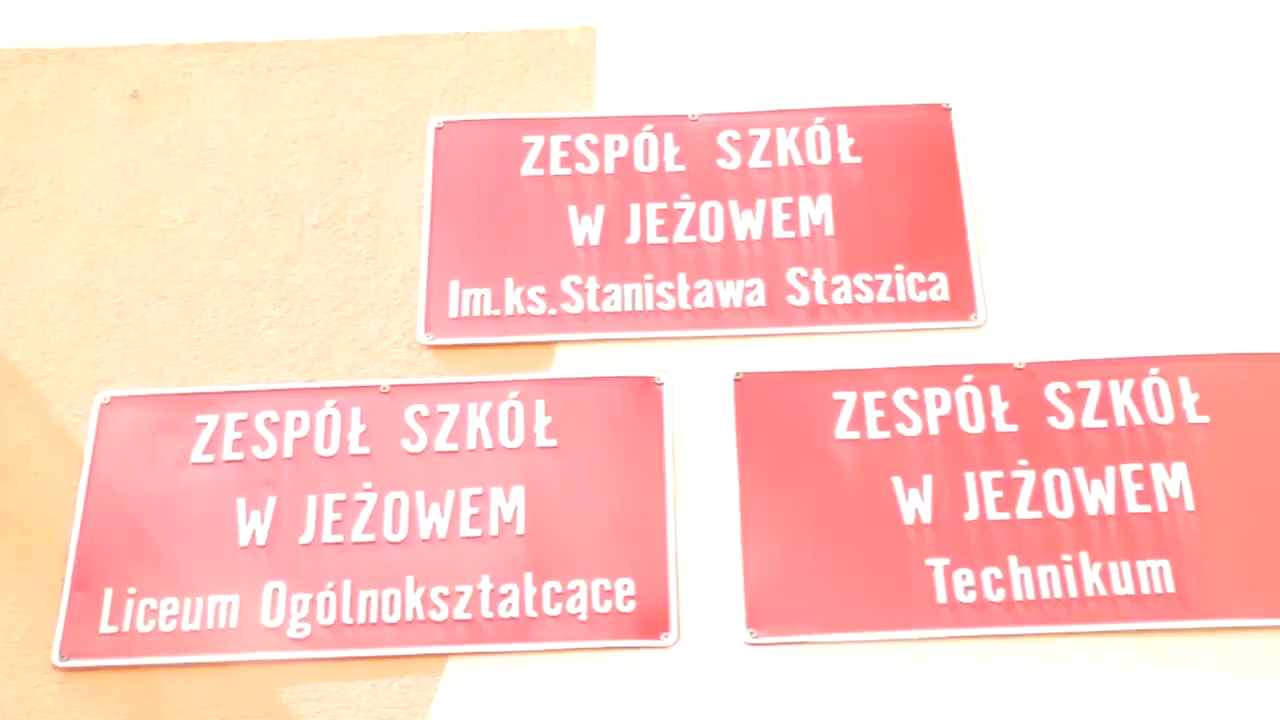 ZESPÓŁ SZKÓŁ
W JEŻOWEM
Im.ks.Stanisława Staszica
ZESPÓŁ SZKÓŁ
W JEŻOWEM
Liceum Ogólnokształcące
ZESPÓŁ SZKÓŁ
W JEŻOWEM
Technikum